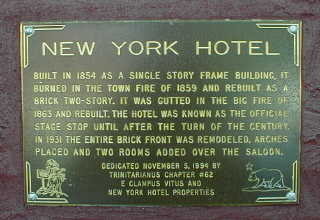 NEW YORK HOTEL
BUILT IN 1854 AS A SINGLE STORY FRAME BUILDING, IT
BURNED IN THE TOWN FIRE OF 1859 AND REBUILT AS A
BRICK TWO-STORY. IT WAS GUTTED IN THE BIG FIRE OF
1863 AND REBUILT. THE HOTEL WAS KNOWN AS THE OFFICIAL
STAGE STOP UNTIL AFTER THE TURN OF THE CENTURY.
IN 1931 THE ENTIRE BRICK FRONT WAS REMODELED, ARCHES
PLACED AND TWO ROOMS ADDED OVER THE SALOON.
DEDICATED NOVEMBER 5, 1994 BY
TRINITARIANUS CHAPTER #62
E CLAMPUS VITUS AND
NEW YORK HOTEL PROPERTIES